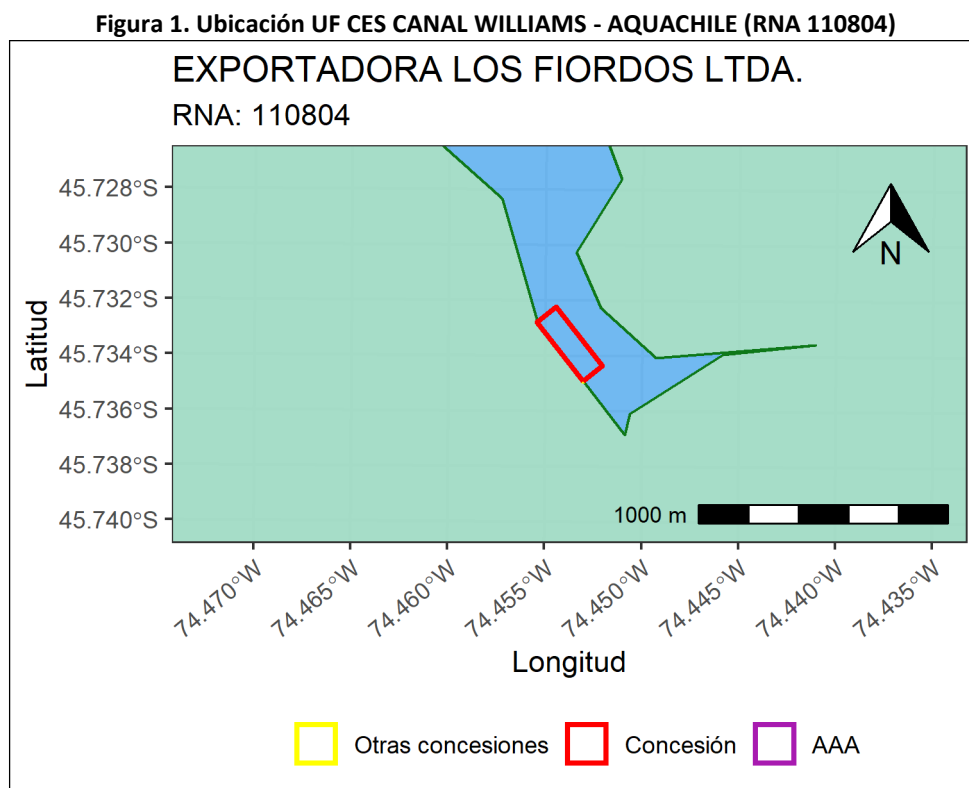 Figura 1. Ubicación UF CES CANAL WILLIAMS - AQUACHILE (RNA 110804)
EXPORTADORA LOS FIORDOS LTDA.
RNA: 110804
45.728°S
45.730°S
45.732°S
45.734°S
45.736°S
45.738°S
45.740°S
Latitud
N
1000 m
74.470°W
74.465°W
74.460°W
74.455°W
74.450°W
74.445°W
74.440°W
74.435°W
Longitud
Otras concesiones
Concesión
AAA